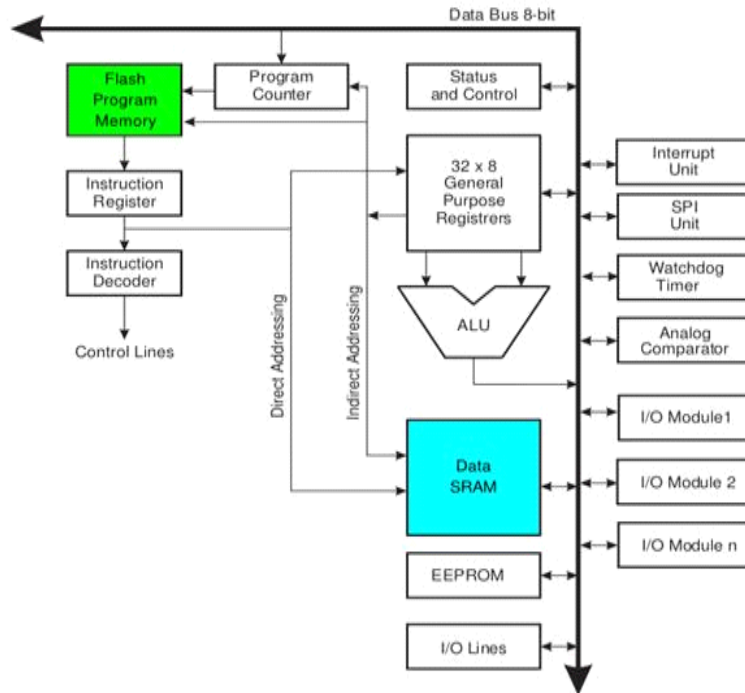 Data Bus 8-bit
Flash
Program
Memory
Program
Counter
Status
and Control
Instruction
Register
32 x 8
General
Purpose
Registrers
Interrupt
Unit
SPI
Unit
Instruction
Decoder
Watchdog
Timer
Control Lines
Direct Addressing
Indirect Addressing
ALU
Analog
Comparator
I/O Module1
Data
SRAM
I/O Module 2
I/O Module n
EEPROM
I/O Lines